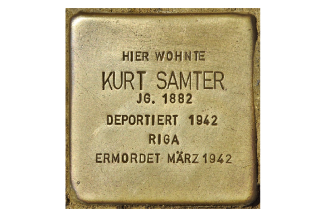 HIER WOHNTE
KURT SAMTER
JG. 1882
DEPORTIERT 1942
RIGA
ERMORDET MÄRZ 1942